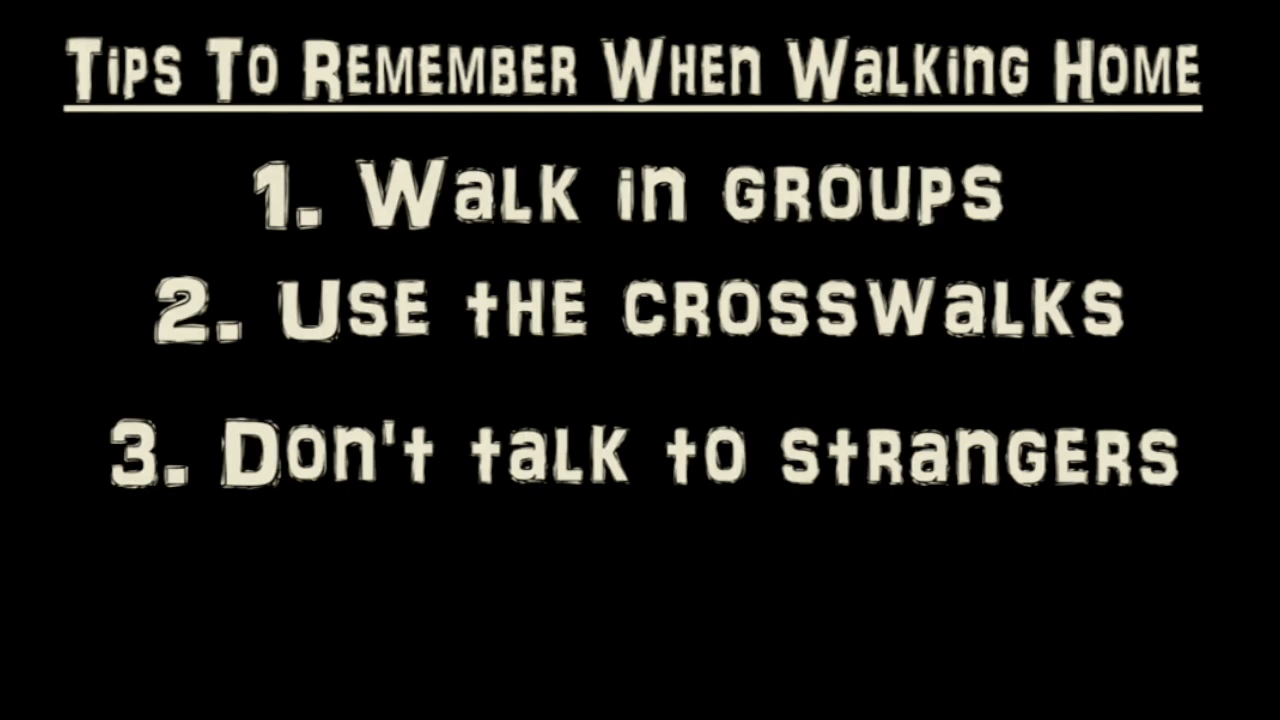 Tips To Remember When Walking Home
1. Walk in groups
2. Use the crosswalks
3. Don't talk to strangers